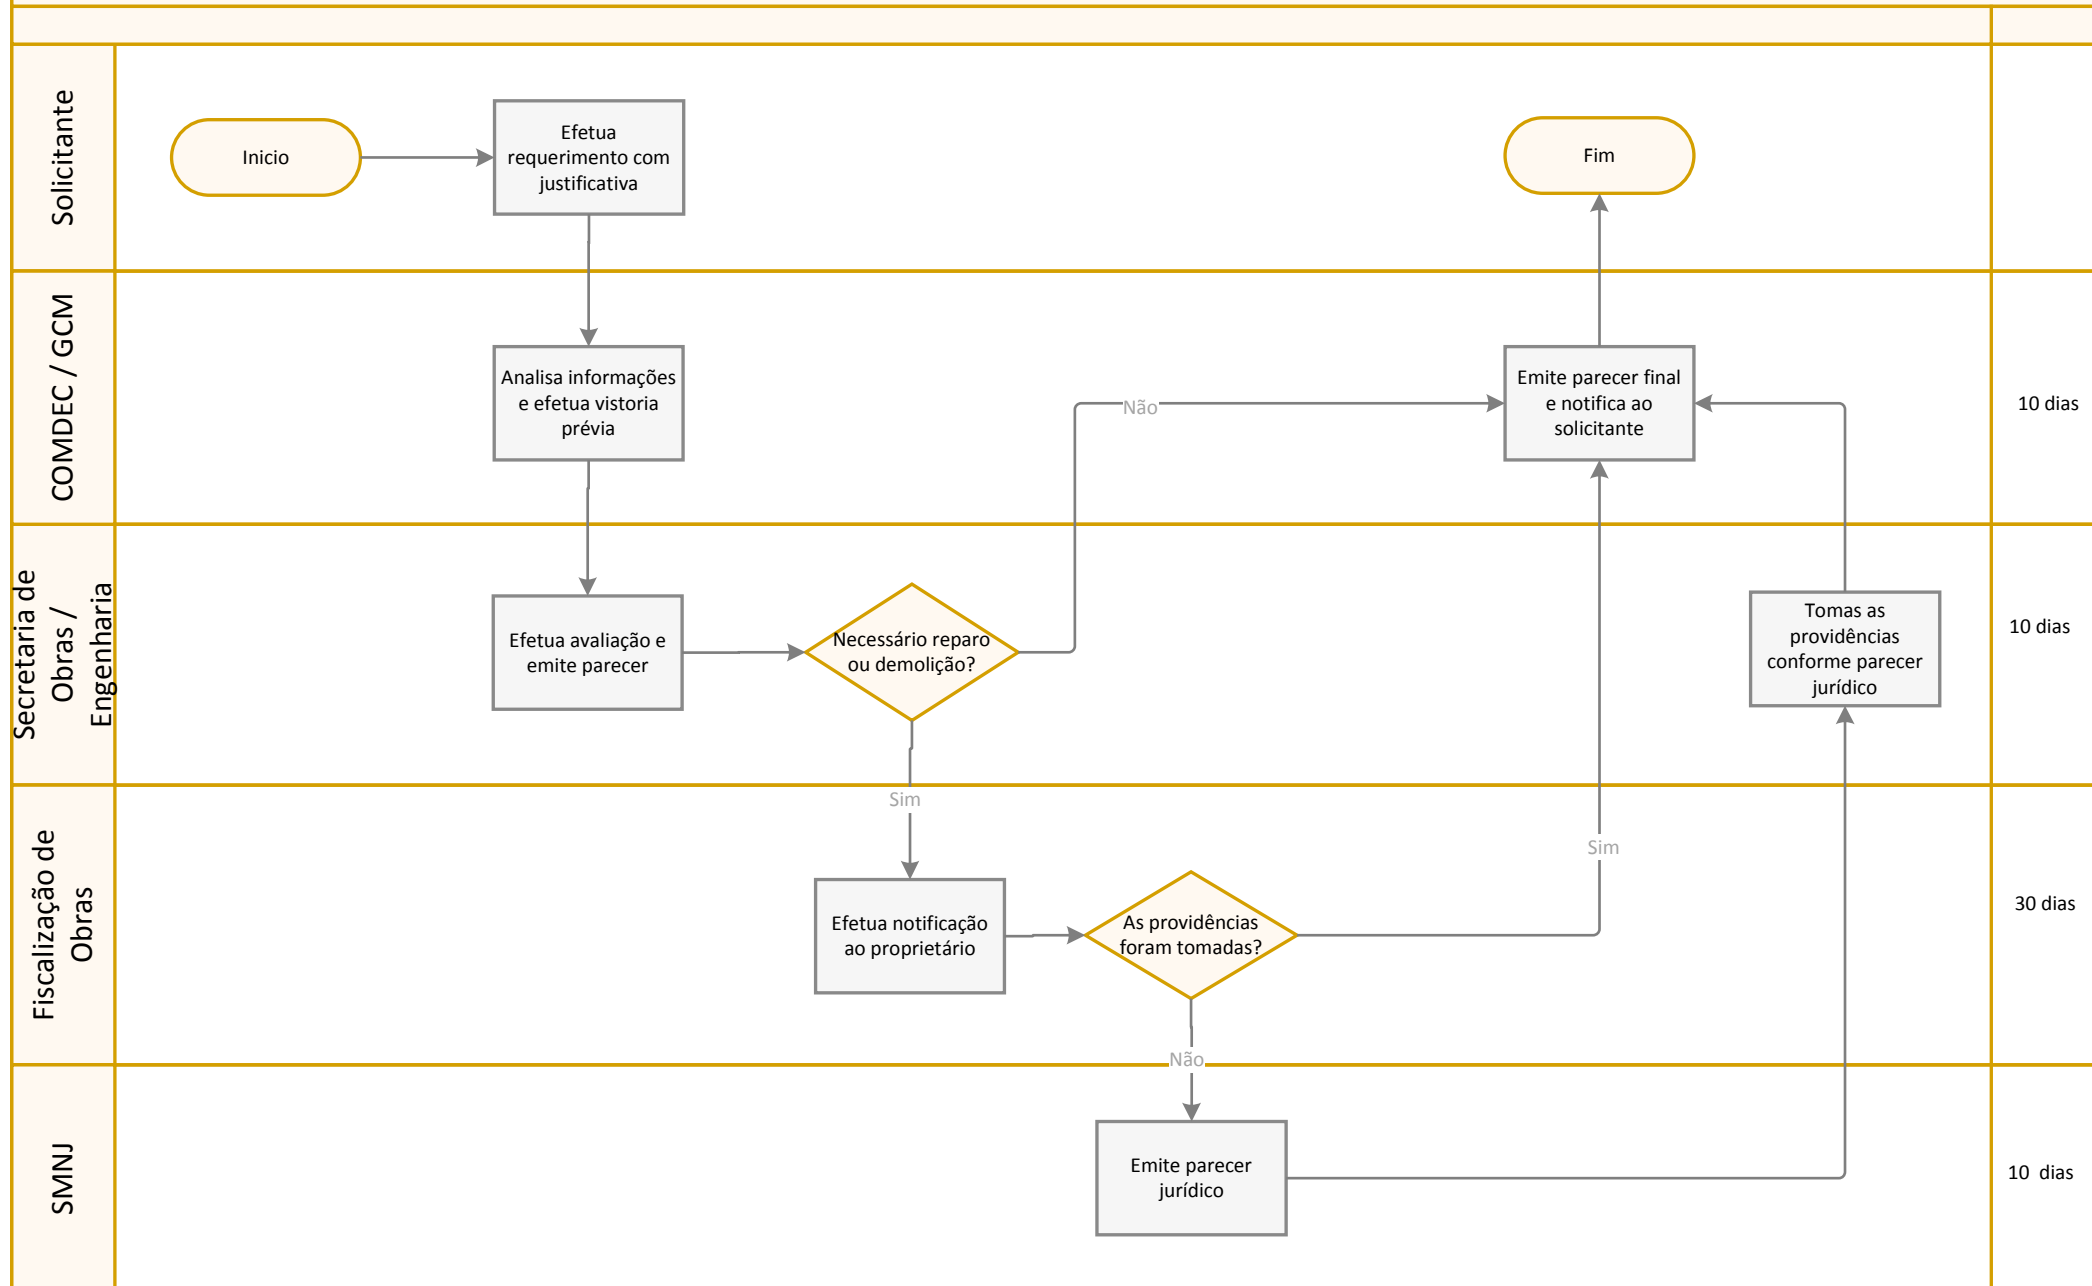 Solicitante
Inicio
Efetua
requerimento com
justificativa
Fim
COMDEC / GCM
Analisa informações
e efetua vistoria
prévia
Não
Emite parecer final
e notifica ao
solicitante
10 dias
Secretaria de
Obras /
Engenharia
Efetua avaliação e
emite parecer
Necessário reparo
ou demolição?
Tomas as
providências
conforme parecer
jurídico
10 dias
Sim
Fiscalização de
Obras
Efetua notificação
ao proprietário
As providências
foram tomadas?
Sim
30 dias
Não
SMNJ
Emite parecer
jurídico
10  dias